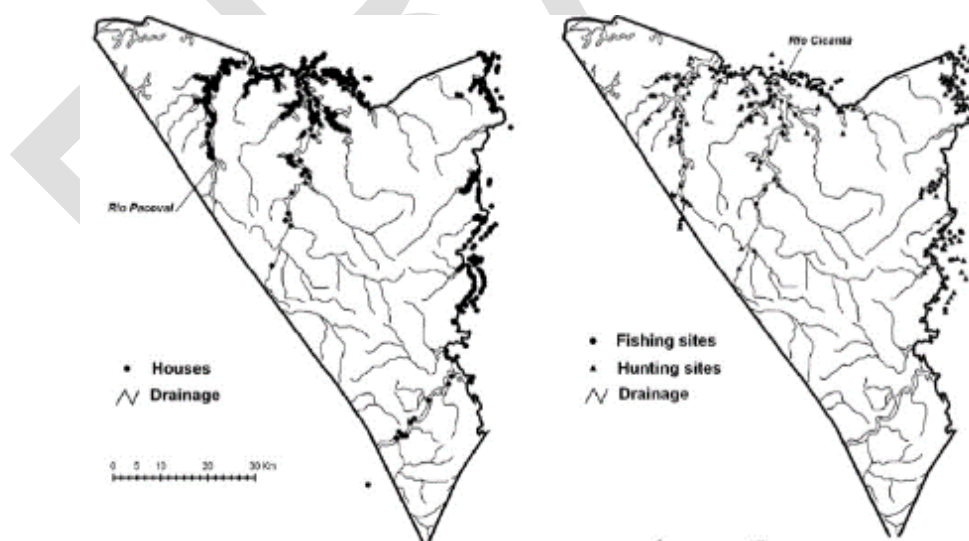 Rio Cicanta
Rio Pacoval
Houses
Drainage
0 5 10 20 30 Km
Fishing sites
Hunting sites
Drainage